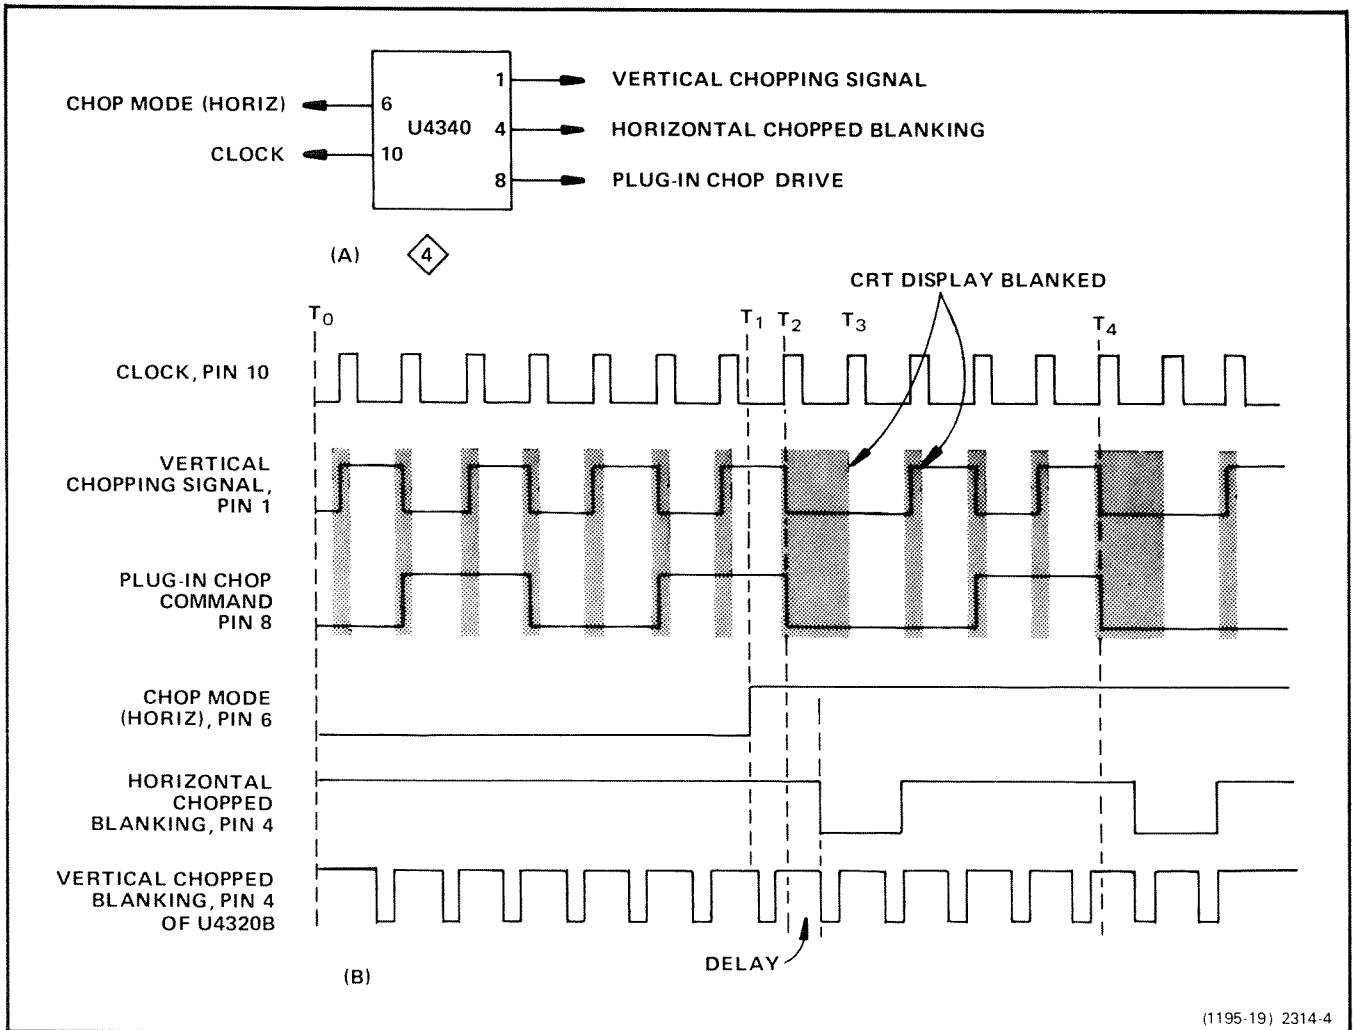 1 VERTICAL CHOPPING SIGNAL
CHOP MODE (HORIZ) 6
U4340 4 HORIZONTAL CHOPPED BLANKING
CLOCK 10
8 PLUG-IN CHOP DRIVE
(A) 4
CRT DISPLAY BLANKED
T0 T1 T2 T3 T4
CLOCK, PIN 10
VERTICAL
CHOPPING SIGNAL,
PIN 1
PLUG-IN CHOP
COMMAND
PIN 8
CHOP MODE
(HORIZ), PIN 6
HORIZONTAL
CHOPPED
BLANKING, PIN 4
VERTICAL CHOPPED
BLANKING, PIN 4
OF U4320B
DELAY
(B)
(1195-19) 2314-4